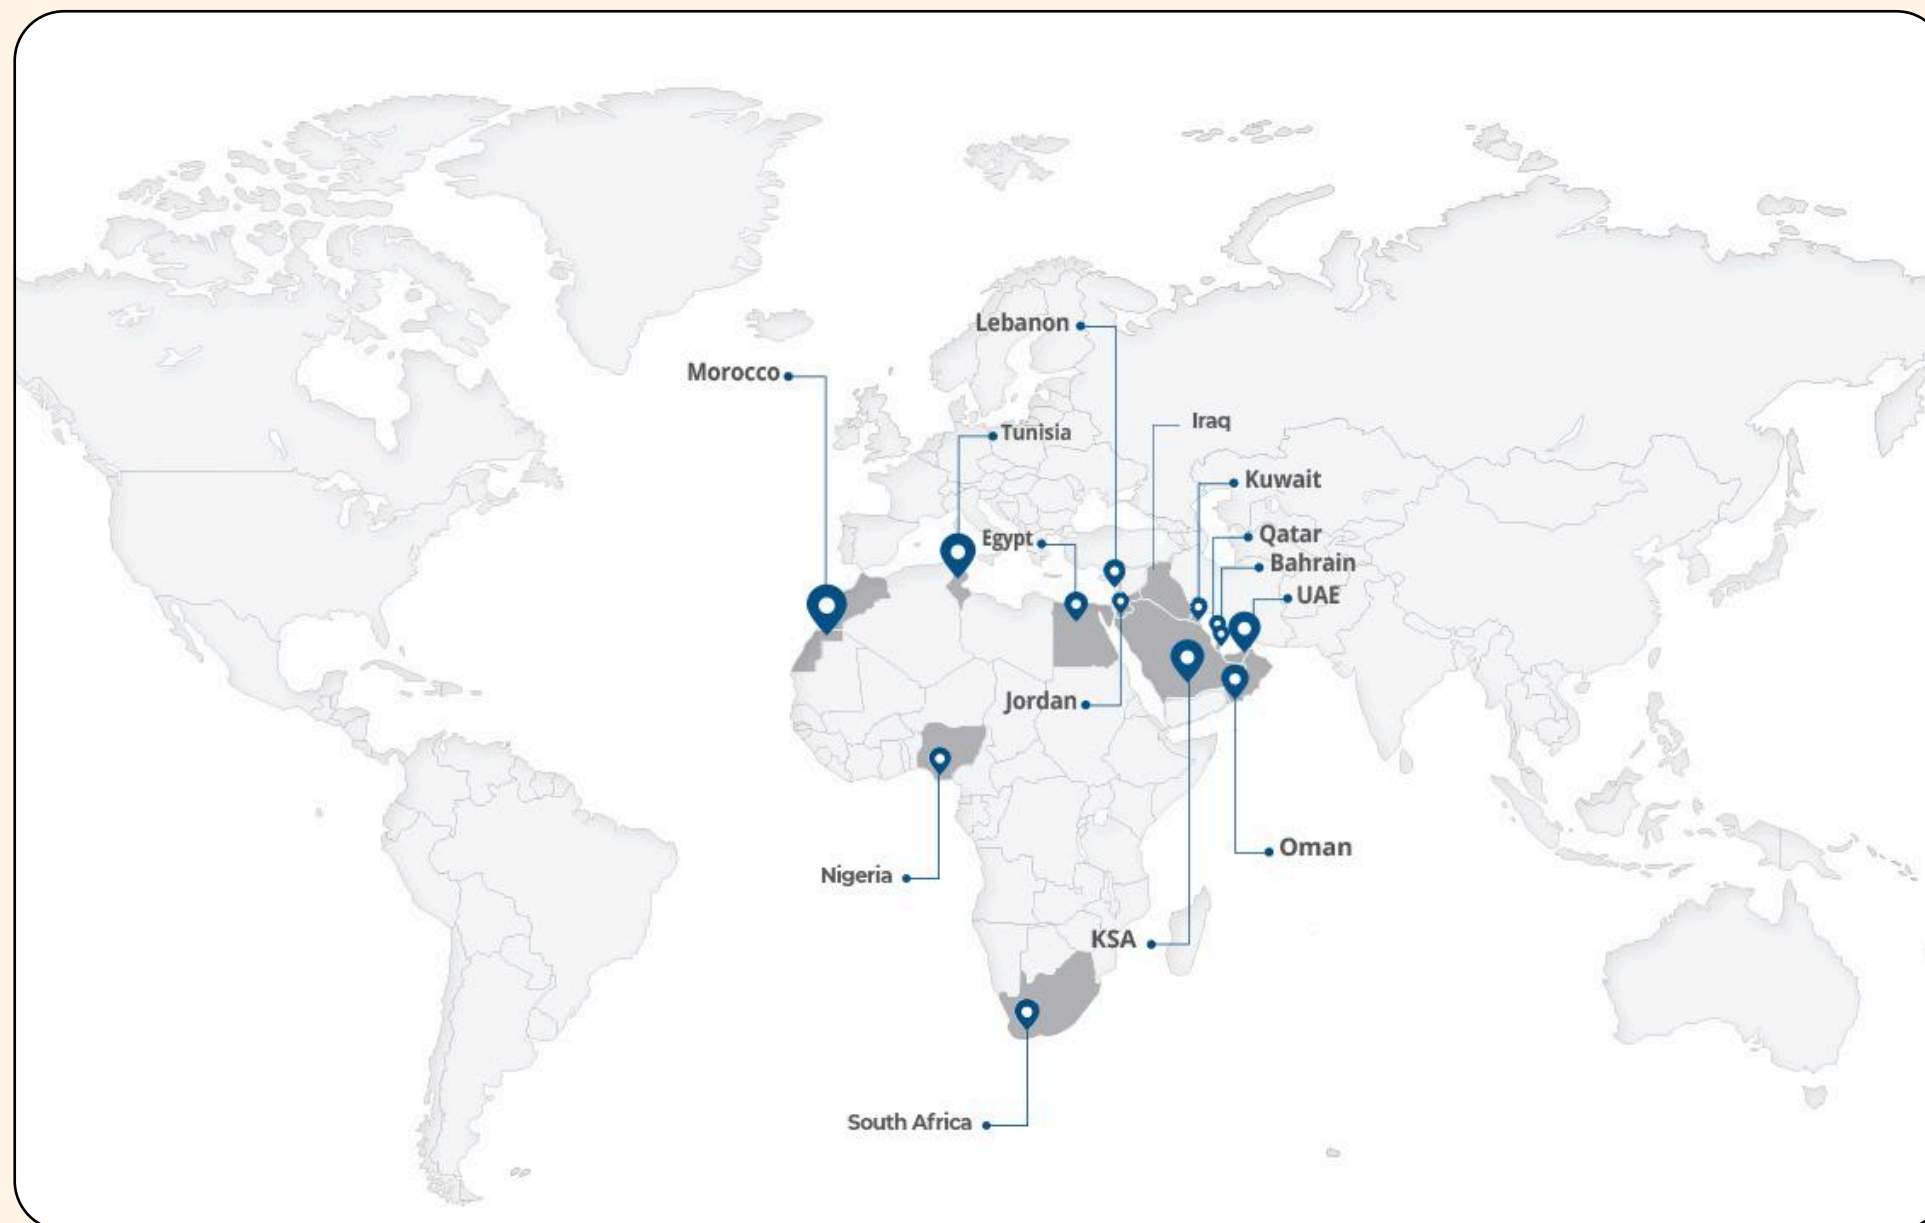 Lebanon
Morocco
Iraq
Tunisia
Kuwait
Qatar
Egypt
Bahrain
UAE
Jordan
Oman
Nigeria
KSA
South Africa